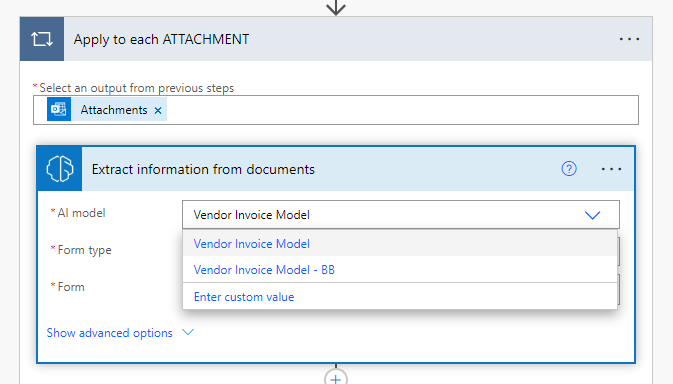 Apply to each ATTACHMENT
* Select an output from previous steps
Attachments ×
Extract information from documents
* AI model
Vendor Invoice Model
* Form type
Vendor Invoice Model
Vendor Invoice Model - BB
* Form
Enter custom value
Show advanced options